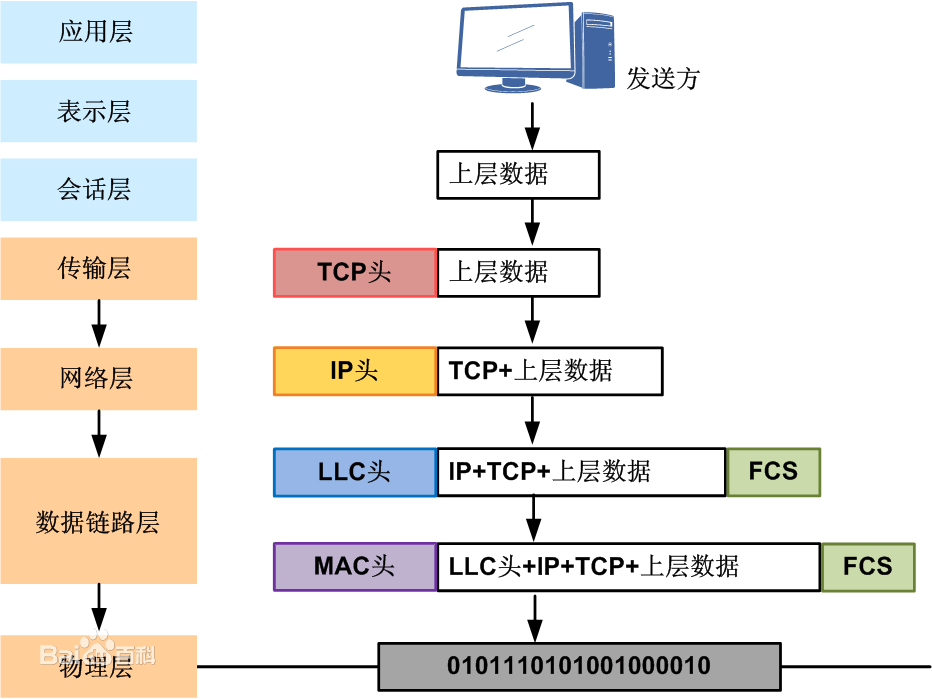 应用层
发送方
表示层
上层数据
会话层
传输层
TCP头 上层数据
网络层
IP头 TCP+上层数据
LLC头 IP+TCP+上层数据 FCS
数据链路层
MAC头 LLC头+IP+TCP+上层数据 FCS
Bai百科
物理层
0101110101001000010